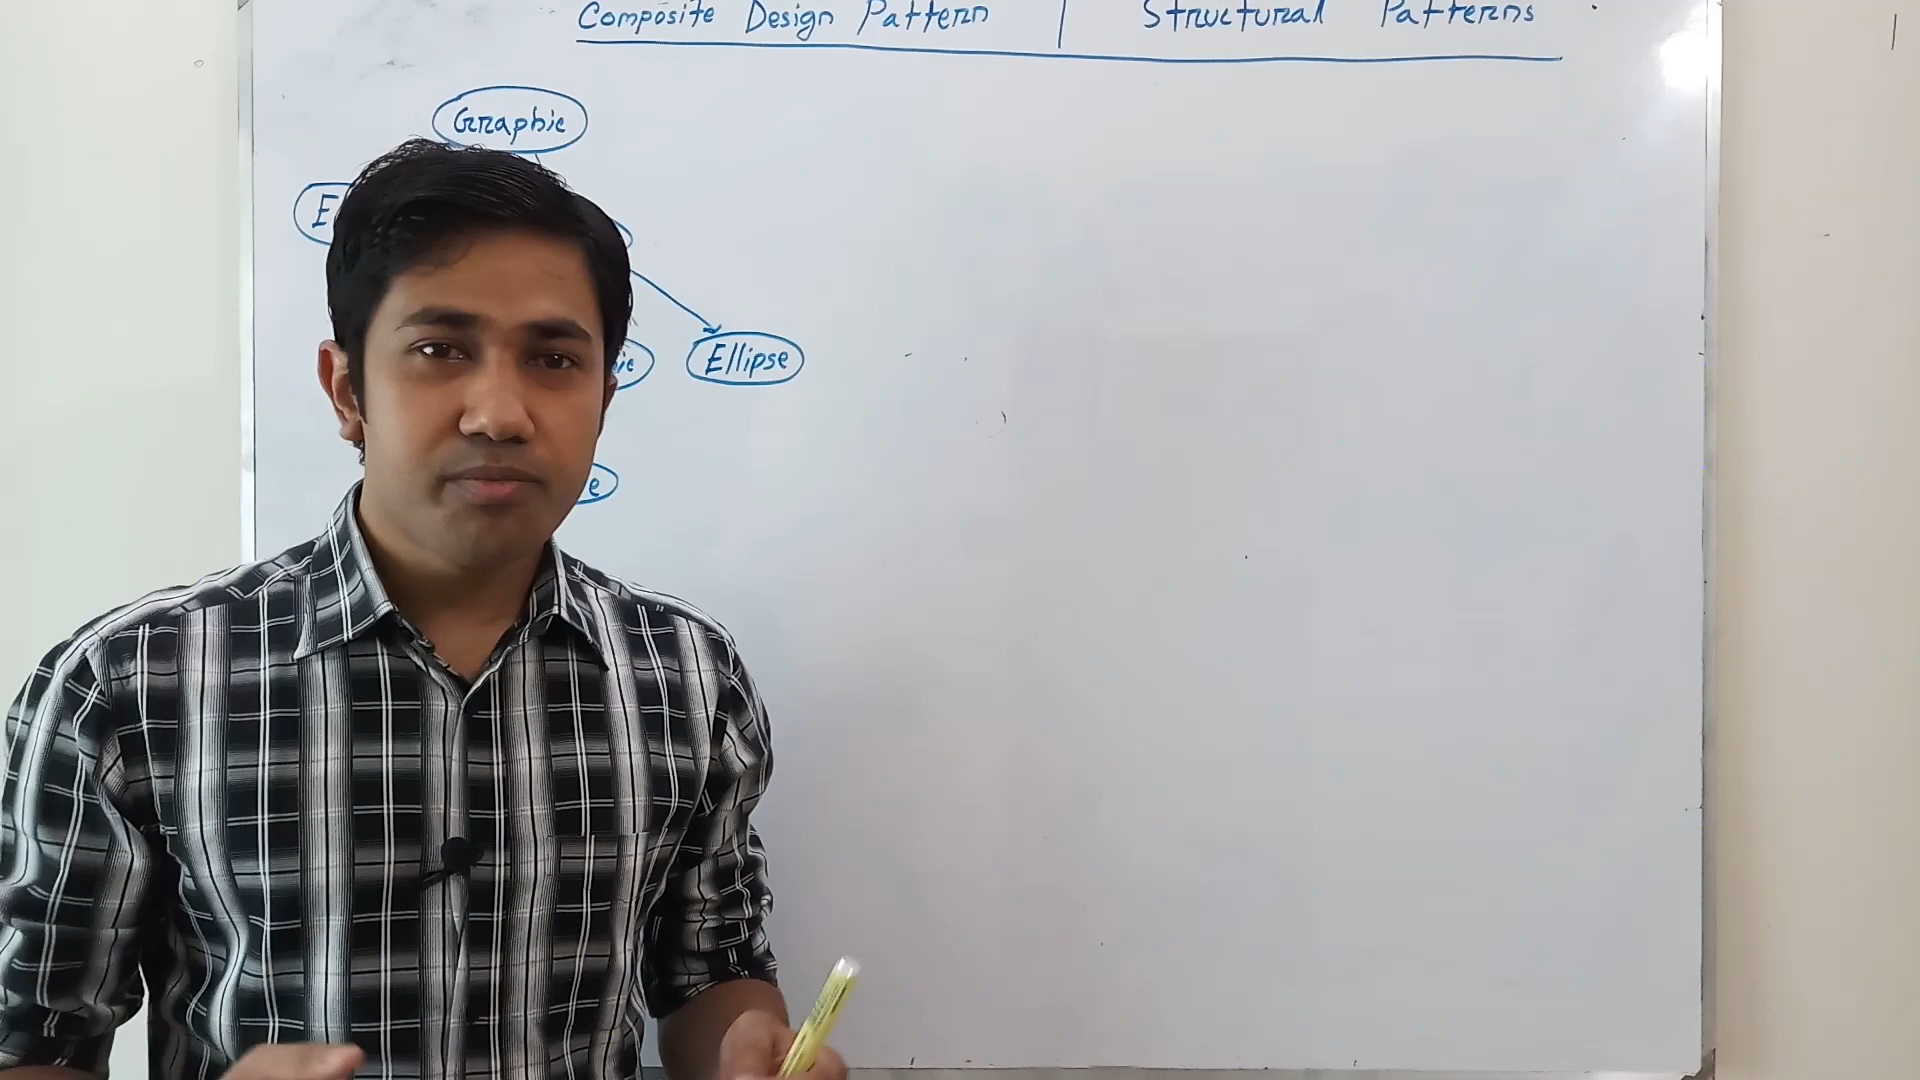 Composite Design Pattern | Structural Patterns
Graphic
Ellipse